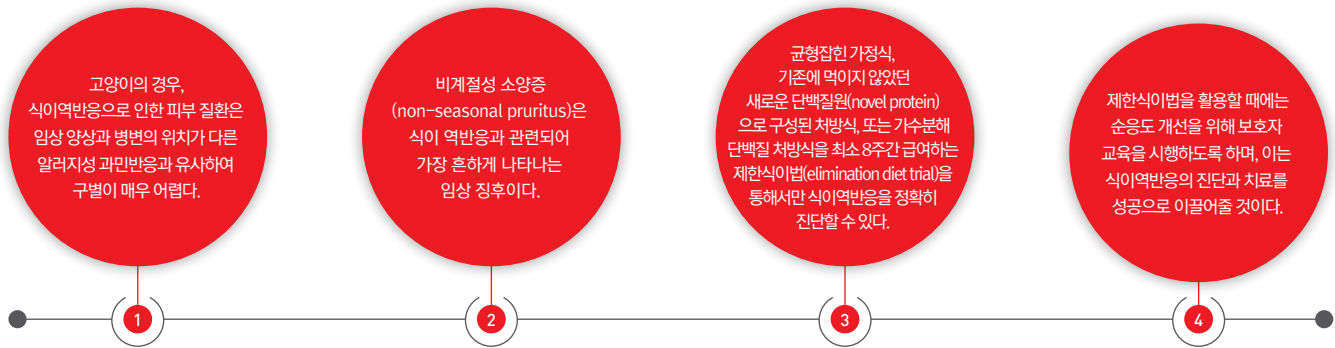 고양이의 경우,
식이역반응으로 인한 피부 질환은
임상 양상과 병변의 위치가 다른
알러지성 과민반응과 유사하여
구별이 매우 어렵다.
1
비계절성 소양증
(non-seasonal pruritus)은
식이 역반응과 관련되어
가장 흔하게 나타나는
임상 징후이다.
2
균형잡힌 가정식,
기존에 먹이지 않았던
새로운 단백질원(novel protein)
으로 구성된 처방식, 또는 가수분해
단백질 처방식을 최소 8주간 급여하는
제한식이법(elimination diet trial)을
통해서만 식이역반응을 정확히
진단할 수 있다.
3
제한식이법을 활용할 때에는
순응도 개선을 위해 보호자
교육을 시행하도록 하며, 이는
식이역반응의 진단과 치료를
성공으로 이끌어줄 것이다.
4